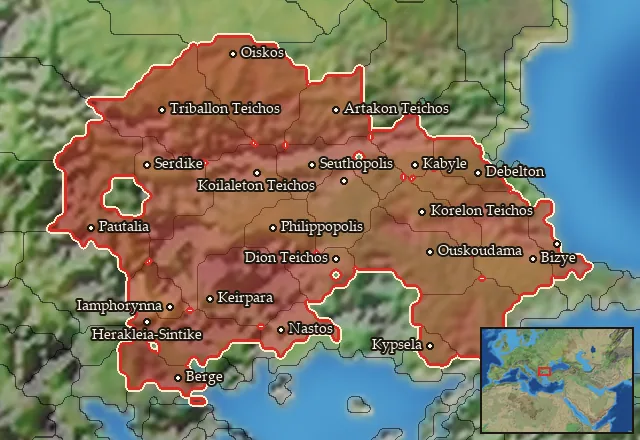 Oiskos
Triballon Teichos
Artakon Teichos
Serdike
Seuthopolis
Kabyle
Debelton
Koilaleton Teichos
Korelon Teichos
Pautalia
Philippopolis
Dion Teichos
Ouskoudama
Bizye
Iamphorynna
Keirpara
Herakleia-Sintike
Nastos
Kypsela
Berge